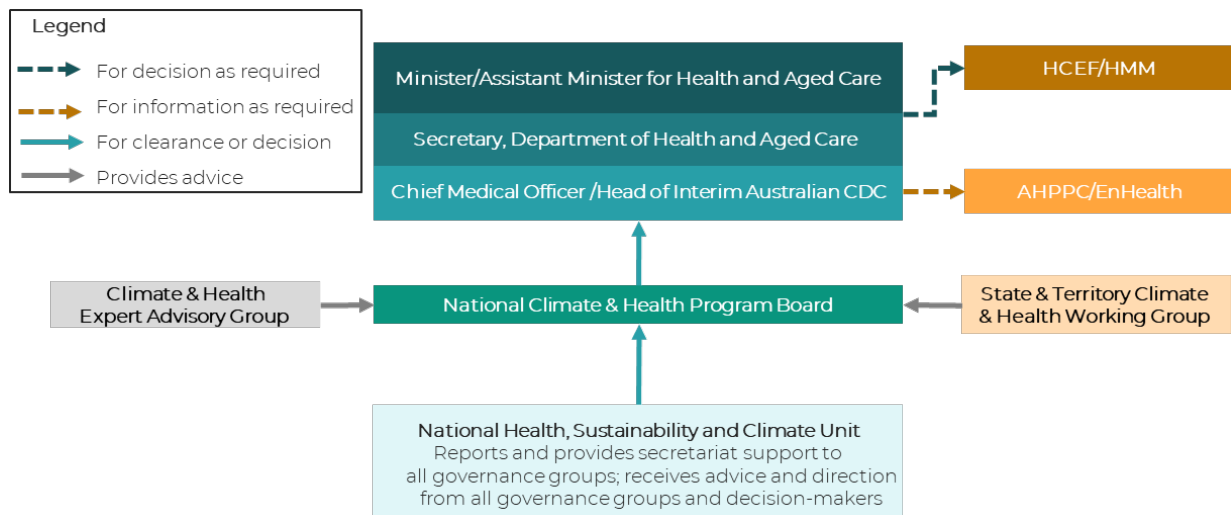 Legend
For decision as required
For information as required
For clearance or decision
Provides advice
Minister/Assistant Minister for Health and Aged Care
Secretary, Department of Health and Aged Care
Chief Medical Officer /Head of Interim Australian CDC
HCEF/HMM
AHPPC/EnHealth
Climate & Health
Expert Advisory Group
National Climate & Health Program Board
State & Territory Climate
& Health Working Group
National Health, Sustainability and Climate Unit
Reports and provides secretariat support to
all governance groups; receives advice and direction
from all governance groups and decision-makers